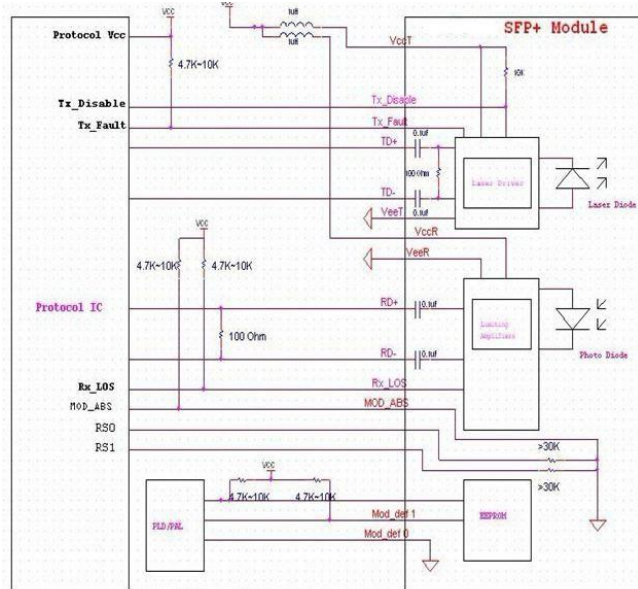 VCC
VCC
1uH
1uH
SFP+ Module
Protocol Vcc
VccT
4.7K~10K
10K
Tx_Disable
Tx_Disable
Tx_Fault
Tx_Fault
TD+
0.1uf
100 Ohm
Laser Driver
TD-
0.1uf
Laser Diode
VeeT
VCC
VccR
4.7K~10K
4.7K~10K
VeeR
Protocol IC
RD+
0.1uf
Limiting
Amplifiers
100 Ohm
RD-
0.1uf
Photo Diode
Rx_LOS
Rx_LOS
MOD_ABS
MOD_ABS
RS0
RS1
>30K
>30K
VCC
4.7K~10K
4.7K~10K
PLD/PAL
Mod_def 1
EEPROM
Mod_def 0